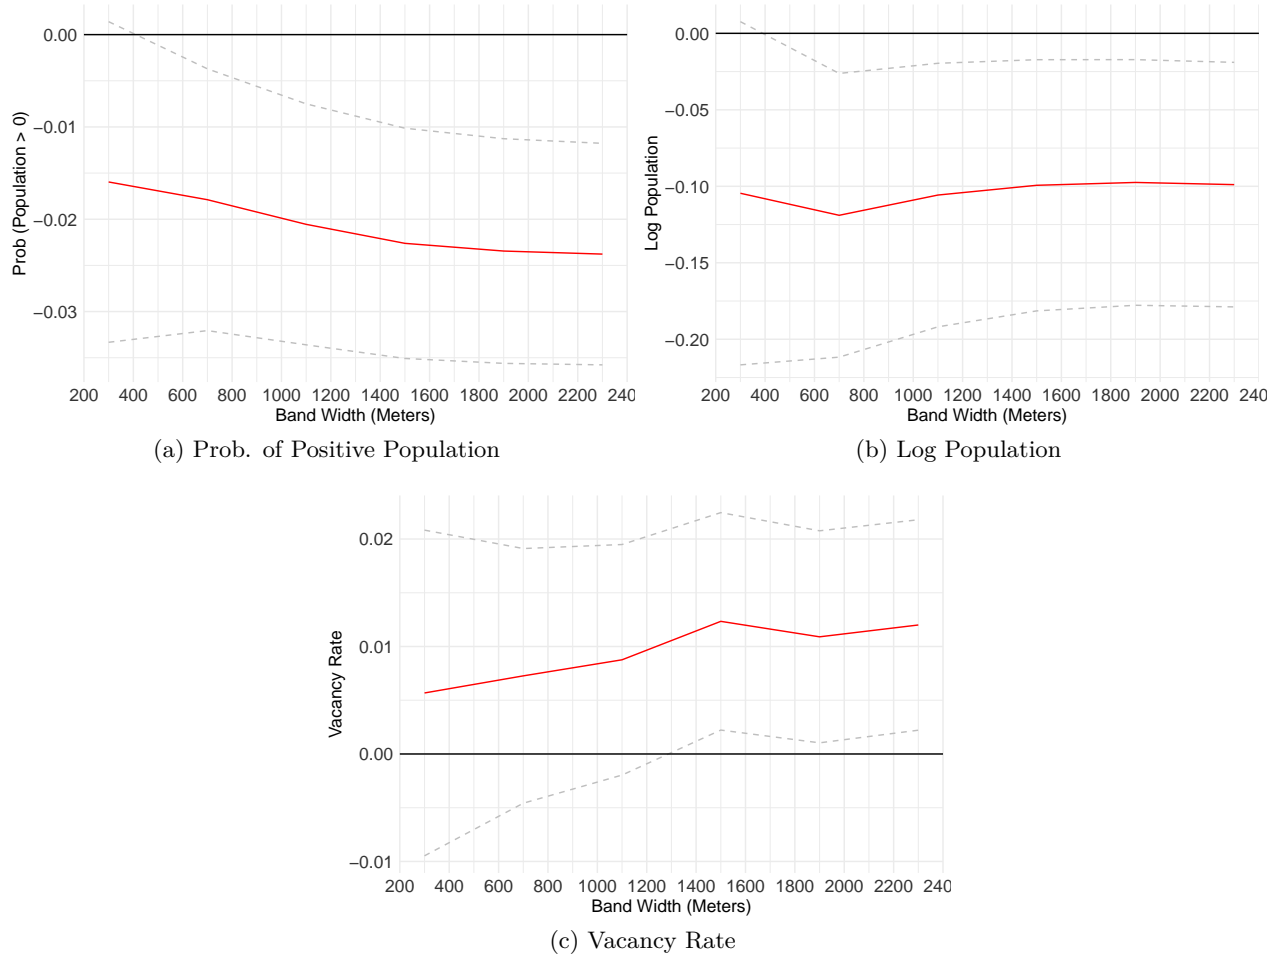 0.00
−0.01
−0.02
−0.03
Prob (Population > 0)
200 400 600 800 1000 1200 1400 1600 1800 2000 2200 240
Band Width (Meters)
(a) Prob. of Positive Population
0.00
−0.05
−0.10
−0.15
−0.20
Log Population
200 400 600 800 1000 1200 1400 1600 1800 2000 2200 240
Band Width (Meters)
(b) Log Population
0.02
0.01
0.00
−0.01
Vacancy Rate
200 400 600 800 1000 1200 1400 1600 1800 2000 2200 240
Band Width (Meters)
(c) Vacancy Rate